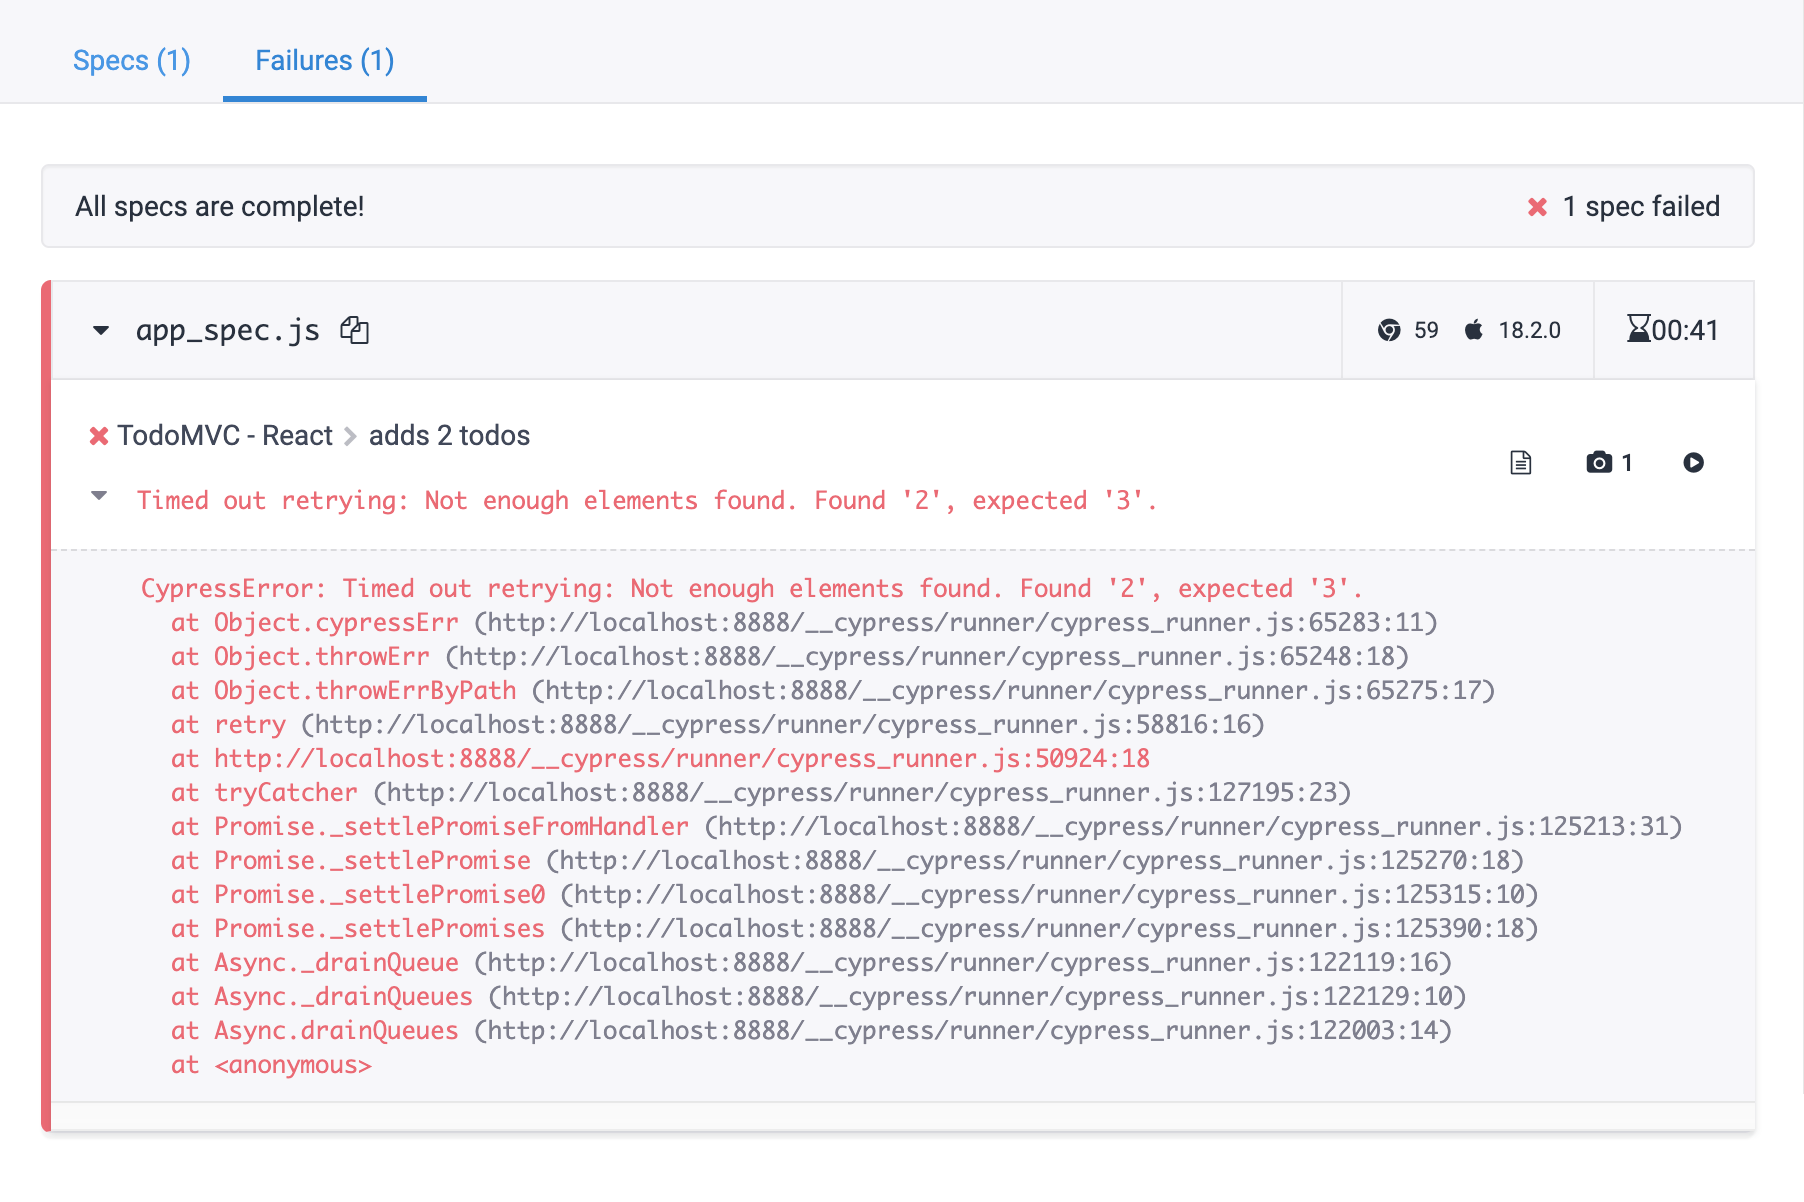 Specs (1) Failures (1)
All specs are complete! 1 spec failed
app_spec.js 59 18.2.0 00:41
TodoMVC - React adds 2 todos
1
Timed out retrying: Not enough elements found. Found '2', expected '3'.
CypressError: Timed out retrying: Not enough elements found. Found '2', expected '3'.
at Object.cypressErr (http://localhost:8888/__cypress/runner/cypress_runner.js:65283:11)
at Object.throwErr (http://localhost:8888/__cypress/runner/cypress_runner.js:65248:18)
at Object.throwErrByPath (http://localhost:8888/__cypress/runner/cypress_runner.js:65275:17)
at retry (http://localhost:8888/__cypress/runner/cypress_runner.js:58816:16)
at http://localhost:8888/__cypress/runner/cypress_runner.js:50924:18
at tryCatcher (http://localhost:8888/__cypress/runner/cypress_runner.js:127195:23)
at Promise._settlePromiseFromHandler (http://localhost:8888/__cypress/runner/cypress_runner.js:125213:31)
at Promise._settlePromise (http://localhost:8888/__cypress/runner/cypress_runner.js:125270:18)
at Promise._settlePromise0 (http://localhost:8888/__cypress/runner/cypress_runner.js:125315:10)
at Promise._settlePromises (http://localhost:8888/__cypress/runner/cypress_runner.js:125390:18)
at Async._drainQueue (http://localhost:8888/__cypress/runner/cypress_runner.js:122119:16)
at Async._drainQueues (http://localhost:8888/__cypress/runner/cypress_runner.js:122129:10)
at Async.drainQueues (http://localhost:8888/__cypress/runner/cypress_runner.js:122003:14)
at <anonymous>